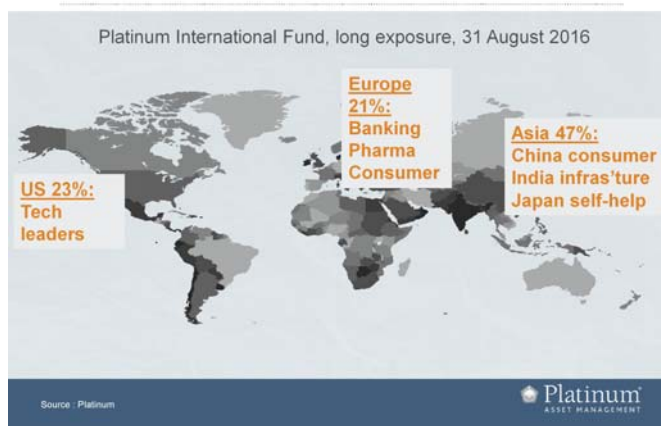 Platinum International Fund, long exposure, 31 August 2016
Europe
21%:
Banking
Pharma
Consumer
Asia 47%:
China consumer
India infras'ture
Japan self-help
US 23%:
Tech
leaders
Source : Platinum
Platinum®
ASSET MANAGEMENT